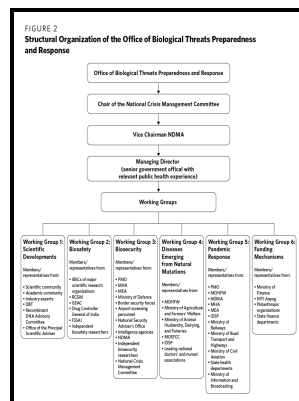 FIGURE 2
Structural Organization of the Office of Biological Threats Preparedness
and Response
Office of Biological Threats Preparedness and Response
Chair of the National Crisis Management Committee
Vice Chairman NDMA
Managing Director
(senior government offical with
relevant public health experience)
Working Groups
Working Group 1:
Scientific
Developments
Members/
representatives from:
• Scientific community
• Academic community
• Industry experts
• DBT
• Recombinant
DNA Advisory
Committee
• Office of the Principal
Scientific Adviser
Working Group 2:
Biosafety
Members/
representatives from:
• IBSCs of major
scientific research
organizations
• RCGM
• GEAC
• Drug Controller
General of India
• FSSAI
• Independent
biosafety researchers
Working Group 3:
Biosecurity
Members/
representatives from:
• PMO
• MHA
• MEA
• Ministry of Defence
• Border security forces
• Airport screening
personnel
• National Security
Adviser's Office
• Intelligence agencies
• NDMA
• Independent
biosecurity
researchers
• National Crisis
Management
Committee
Working Group 4:
Diseases
Emerging
from Natural
Mutations
Members/
representatives from:
• MOHFW
• Ministry of Agriculture
and Farmers' Welfare
• Ministry of Animal
Husbandry, Dairying,
and Fisheries
• MOEFCC
• IDSP
• Leading national
doctors' and nurses'
associations
Working Group 5:
Pandemic
Response
Members/
representatives from:
• PMO
• MOHFW
• NDMA
• MHA
• MEA
• IDSP
• Ministry of
Railways
• Ministry of Road
Transport and
Highways
• Ministry of Civil
Aviation
• State health
departments
• Ministry of
Information and
Broadcasting
Working Group 6:
Funding
Mechanisms
Members/
representatives from:
• Ministry of
Finance
• NITI Aayog
• Philanthropic
organizations
• State finance
departments